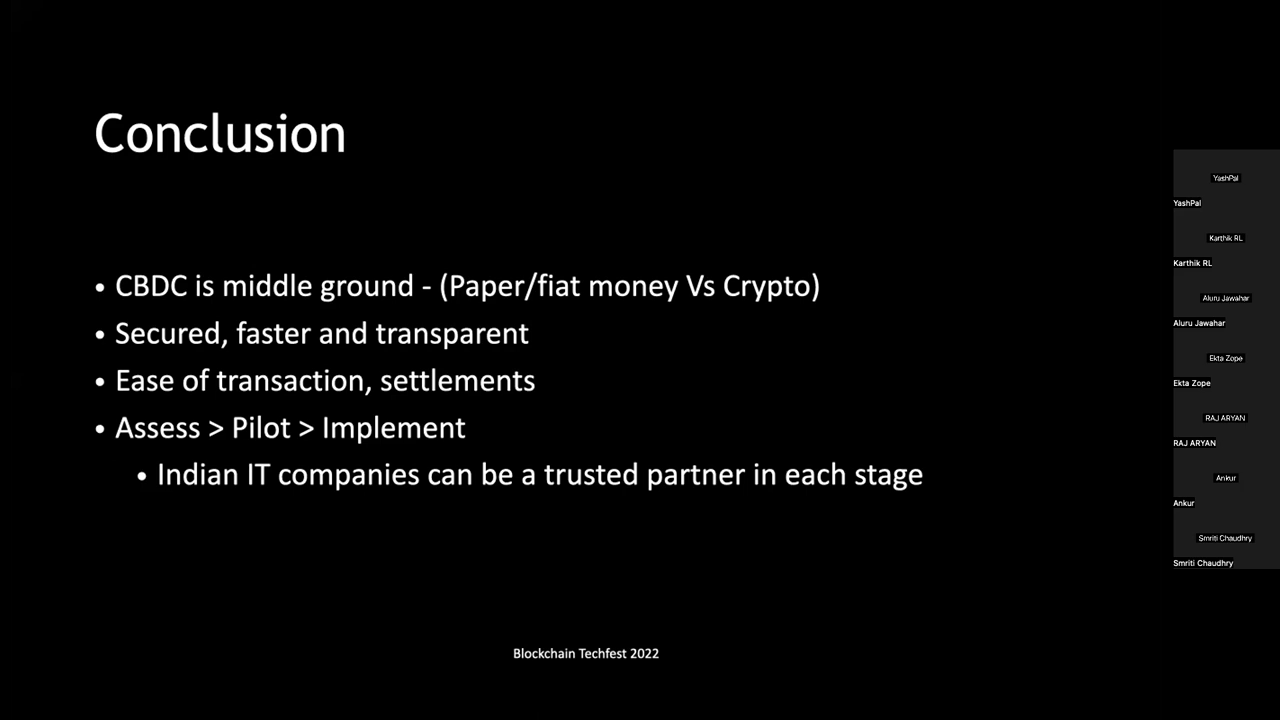 Conclusion
• CBDC is middle ground - (Paper/fiat money Vs Crypto)
• Secured, faster and transparent
• Ease of transaction, settlements
• Assess > Pilot > Implement
• Indian IT companies can be a trusted partner in each stage
Blockchain Techfest 2022
YashPal
YashPal
Karthik RL
Karthik RL
Aluru Jawahar
Aluru Jawahar
Ekta Zope
Ekta Zope
RAJ ARYAN
RAJ ARYAN
Ankur
Ankur
Smriti Chaudhry
Smriti Chaudhry